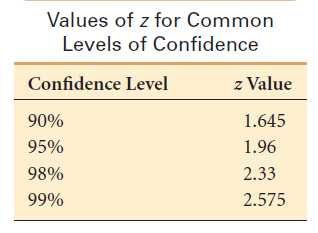 Values of z for Common
Levels of Confidence
Confidence Level z Value
90% 1.645
95% 1.96
98% 2.33
99% 2.575